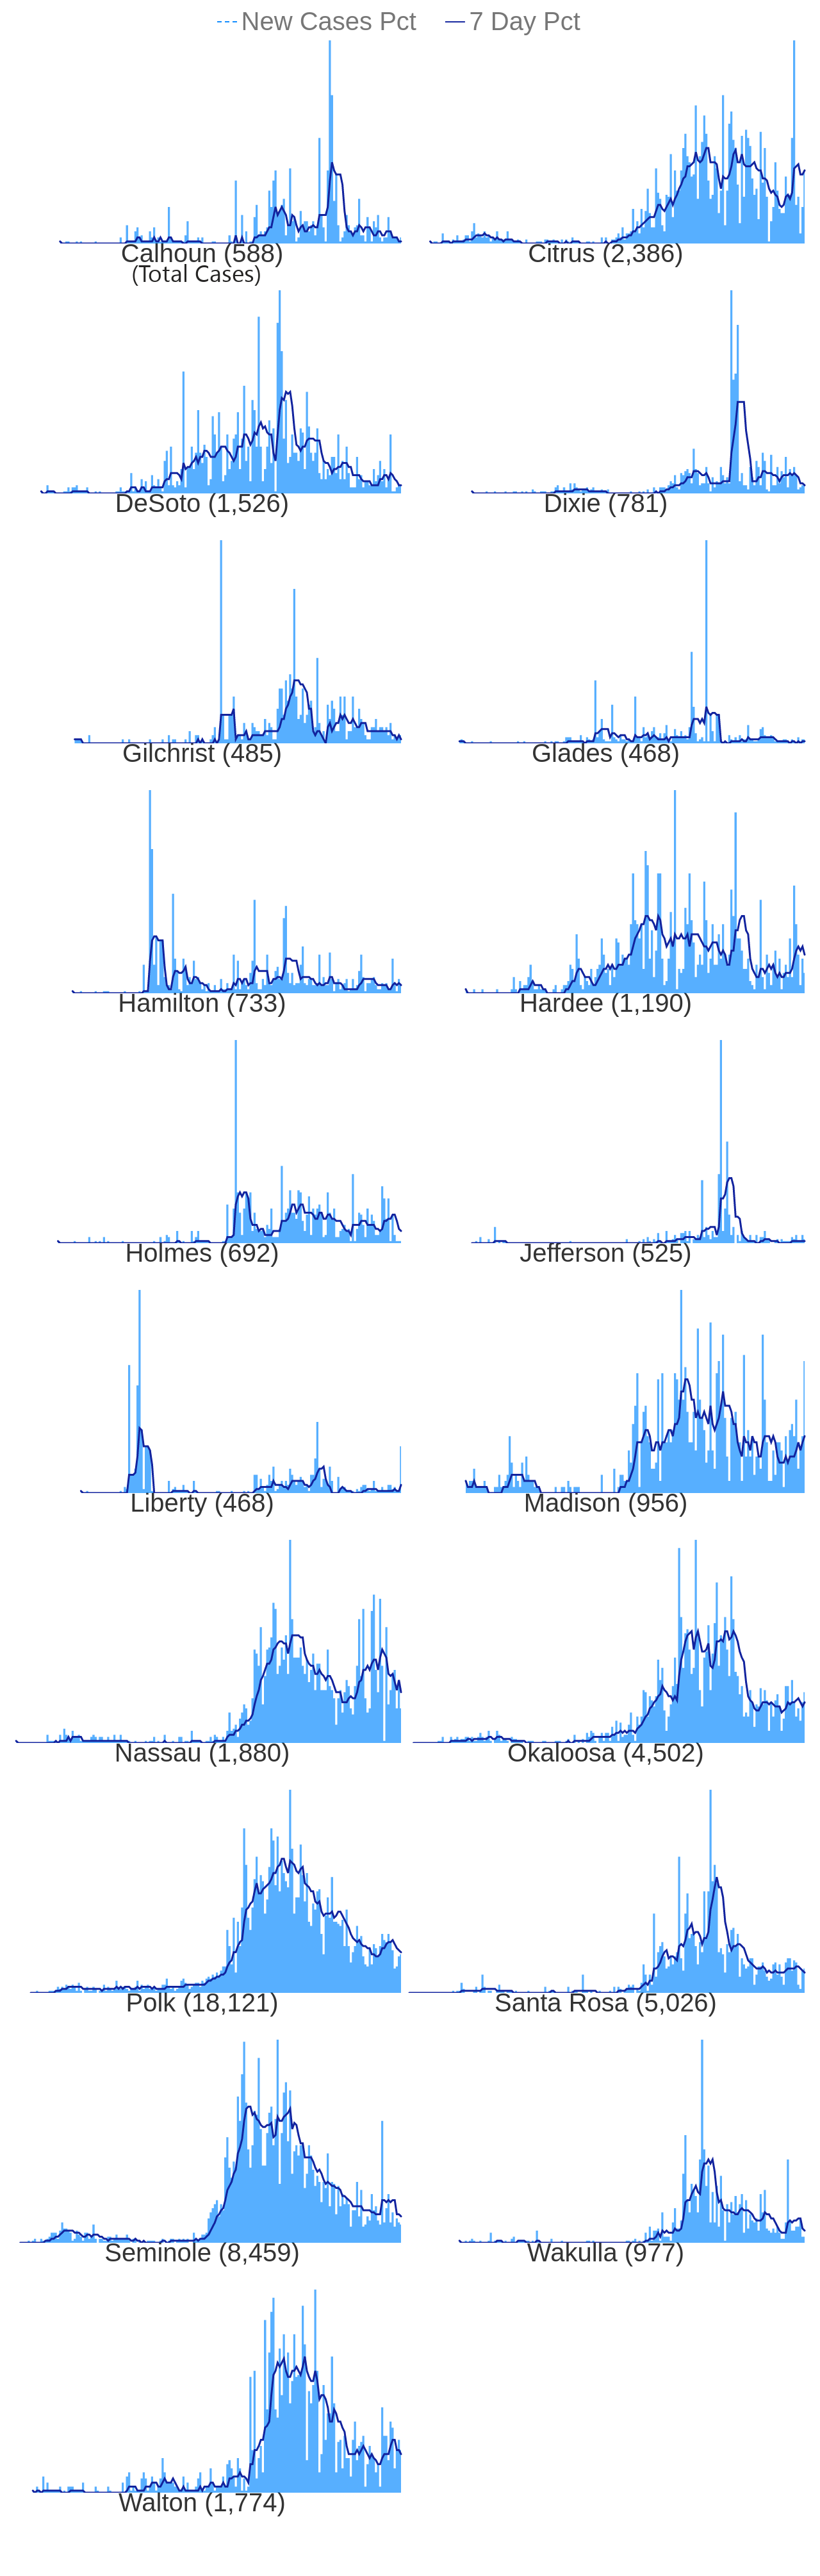 New Cases Pct 7 Day Pct
Calhoun (588) Citrus (2,386)
(Total Cases)
DeSoto (1,526) Dixie (781)
Gilchrist (485) Glades (468)
Hamilton (733) Hardee (1,190)
Holmes (692) Jefferson (525)
Liberty (468) Madison (956)
Nassau (1,880) Okaloosa (4,502)
Polk (18,121) Santa Rosa (5,026)
Seminole (8,459) Wakulla (977)
Walton (1,774)